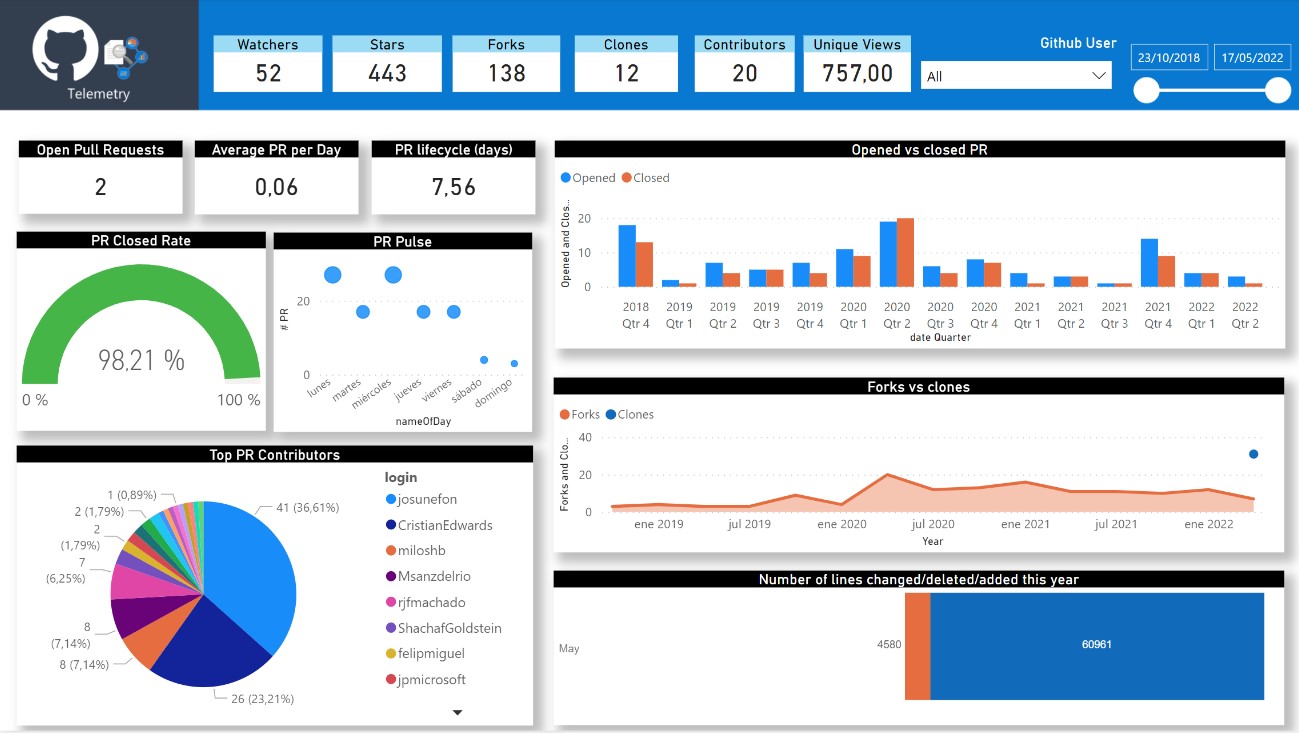 Telemetry
Watchers
52
Stars
443
Forks
138
Clones
12
Contributors
20
Unique Views
757,00
Github User
All
23/10/2018
17/05/2022
Open Pull Requests
2
Average PR per Day
0,06
PR lifecycle (days)
7,56
PR Closed Rate
98,21 %
0 %
100 %
PR Pulse
# PR
20
0
lunes
martes
miércoles
jueves
viernes
sábado
domingo
nameOfDay
Top PR Contributors
1 (0,89%)
2 (1,79%)
2
(1,79%)
7
(6,25%)
8
(7,14%)
8 (7,14%)
41 (36,61%)
26 (23,21%)
login
josunefon
CristianEdwards
miloshb
Msanzdelrio
rjfmachado
ShachafGoldstein
felipmiguel
jpmicrosoft
Opened vs closed PR
Opened Closed
Opened and Clos...
20
10
0
2018 2019 2019 2019 2019 2020 2020 2020 2020 2021 2021 2021 2021 2022 2022
Qtr 4 Qtr 1 Qtr 2 Qtr 3 Qtr 4 Qtr 1 Qtr 2 Qtr 3 Qtr 4 Qtr 1 Qtr 2 Qtr 3 Qtr 4 Qtr 1 Qtr 2
date Quarter
Forks vs clones
Forks Clones
Forks and Clo...
40
20
0
ene 2019 jul 2019 ene 2020 jul 2020 ene 2021 jul 2021 ene 2022
Year
Number of lines changed/deleted/added this year
May
4580
60961